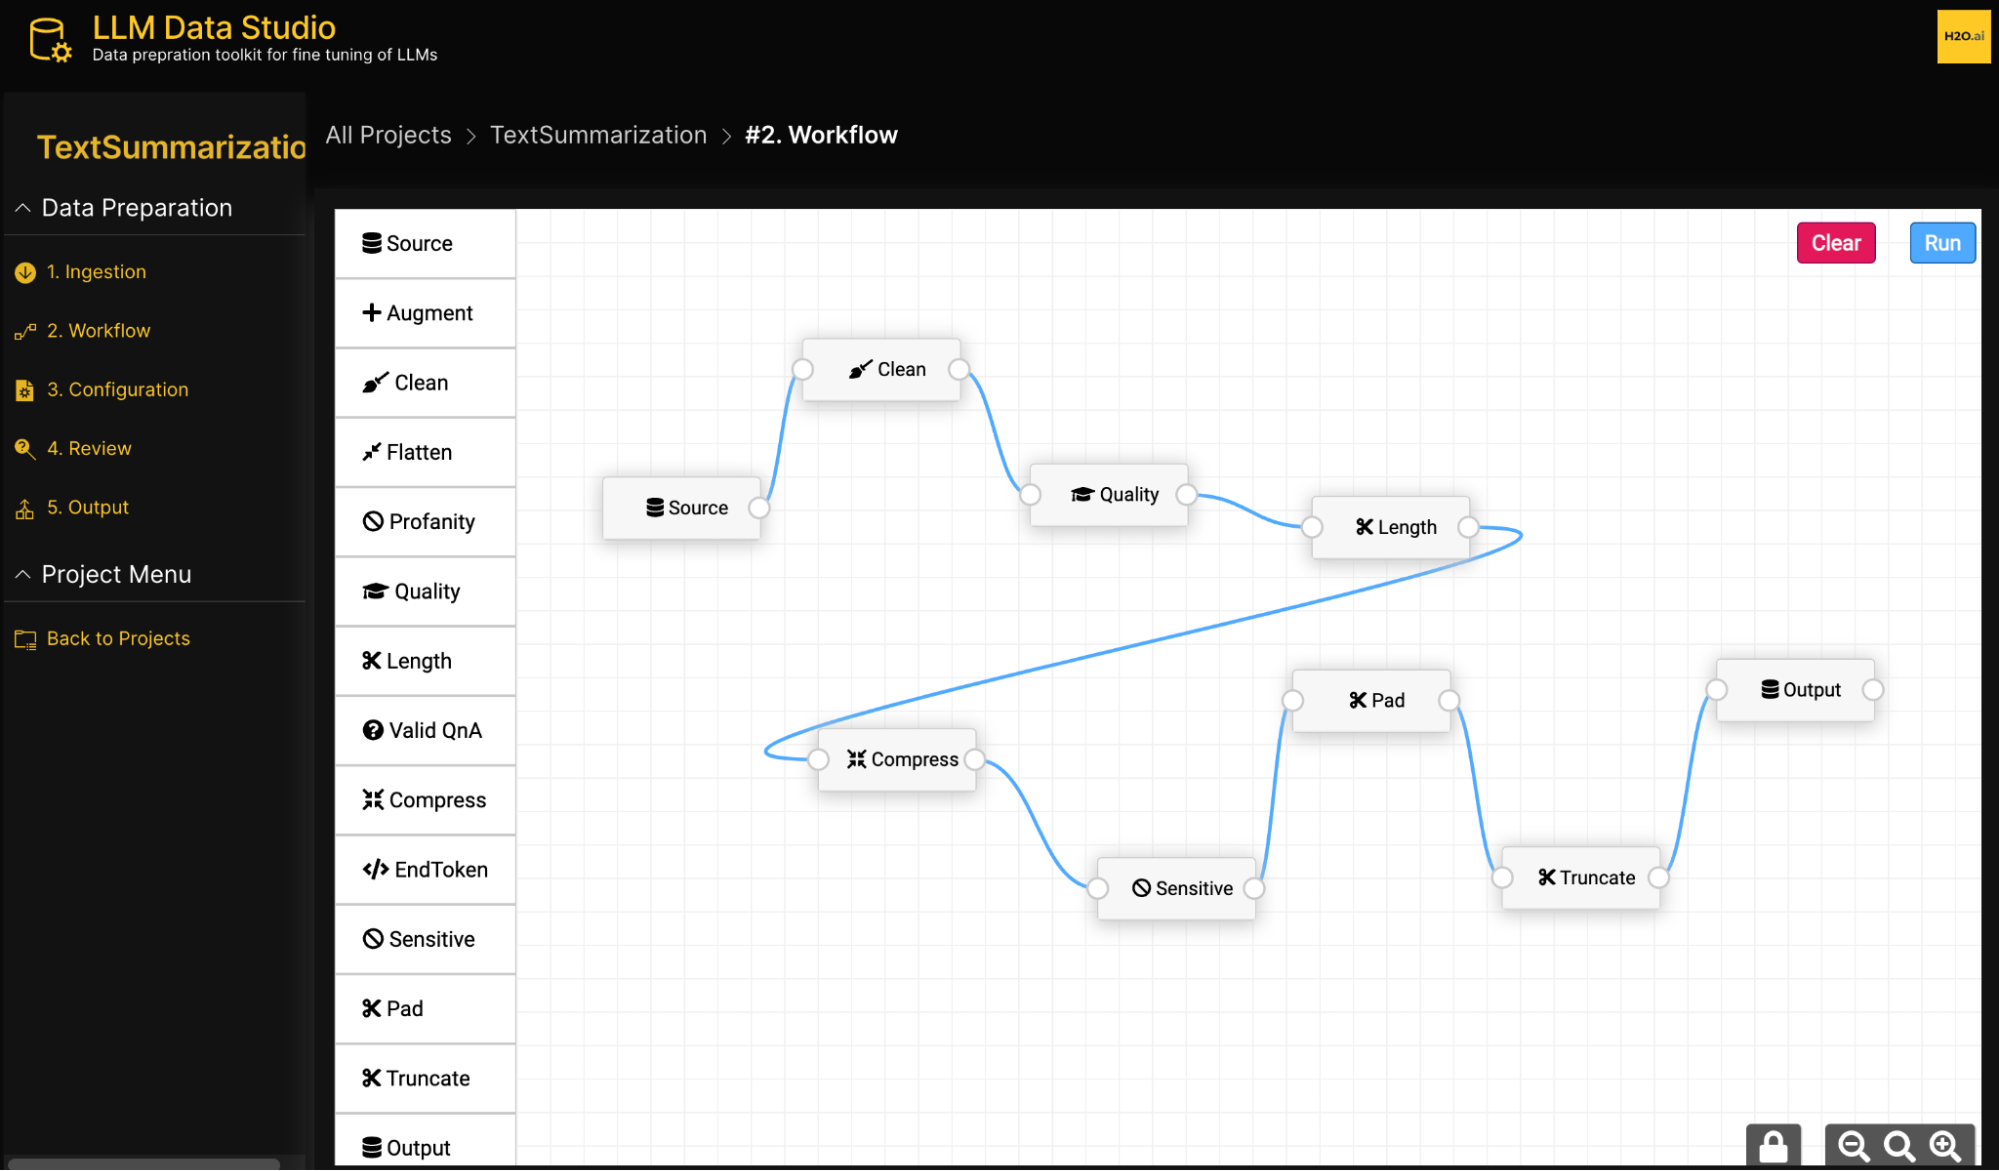 LLM Data Studio
Data prepration toolkit for fine tuning of LLMs
H2O.ai
TextSummarizatio
Data Preparation
1. Ingestion
2. Workflow
3. Configuration
4. Review
5. Output
Project Menu
Back to Projects
All Projects > TextSummarization > #2. Workflow
Source
Augment
Clean
Flatten
Profanity
Quality
Length
Valid QnA
Compress
EndToken
Sensitive
Pad
Truncate
Output
Clear
Run
Clean
Source
Quality
Length
Compress
Pad
Output
Sensitive
Truncate